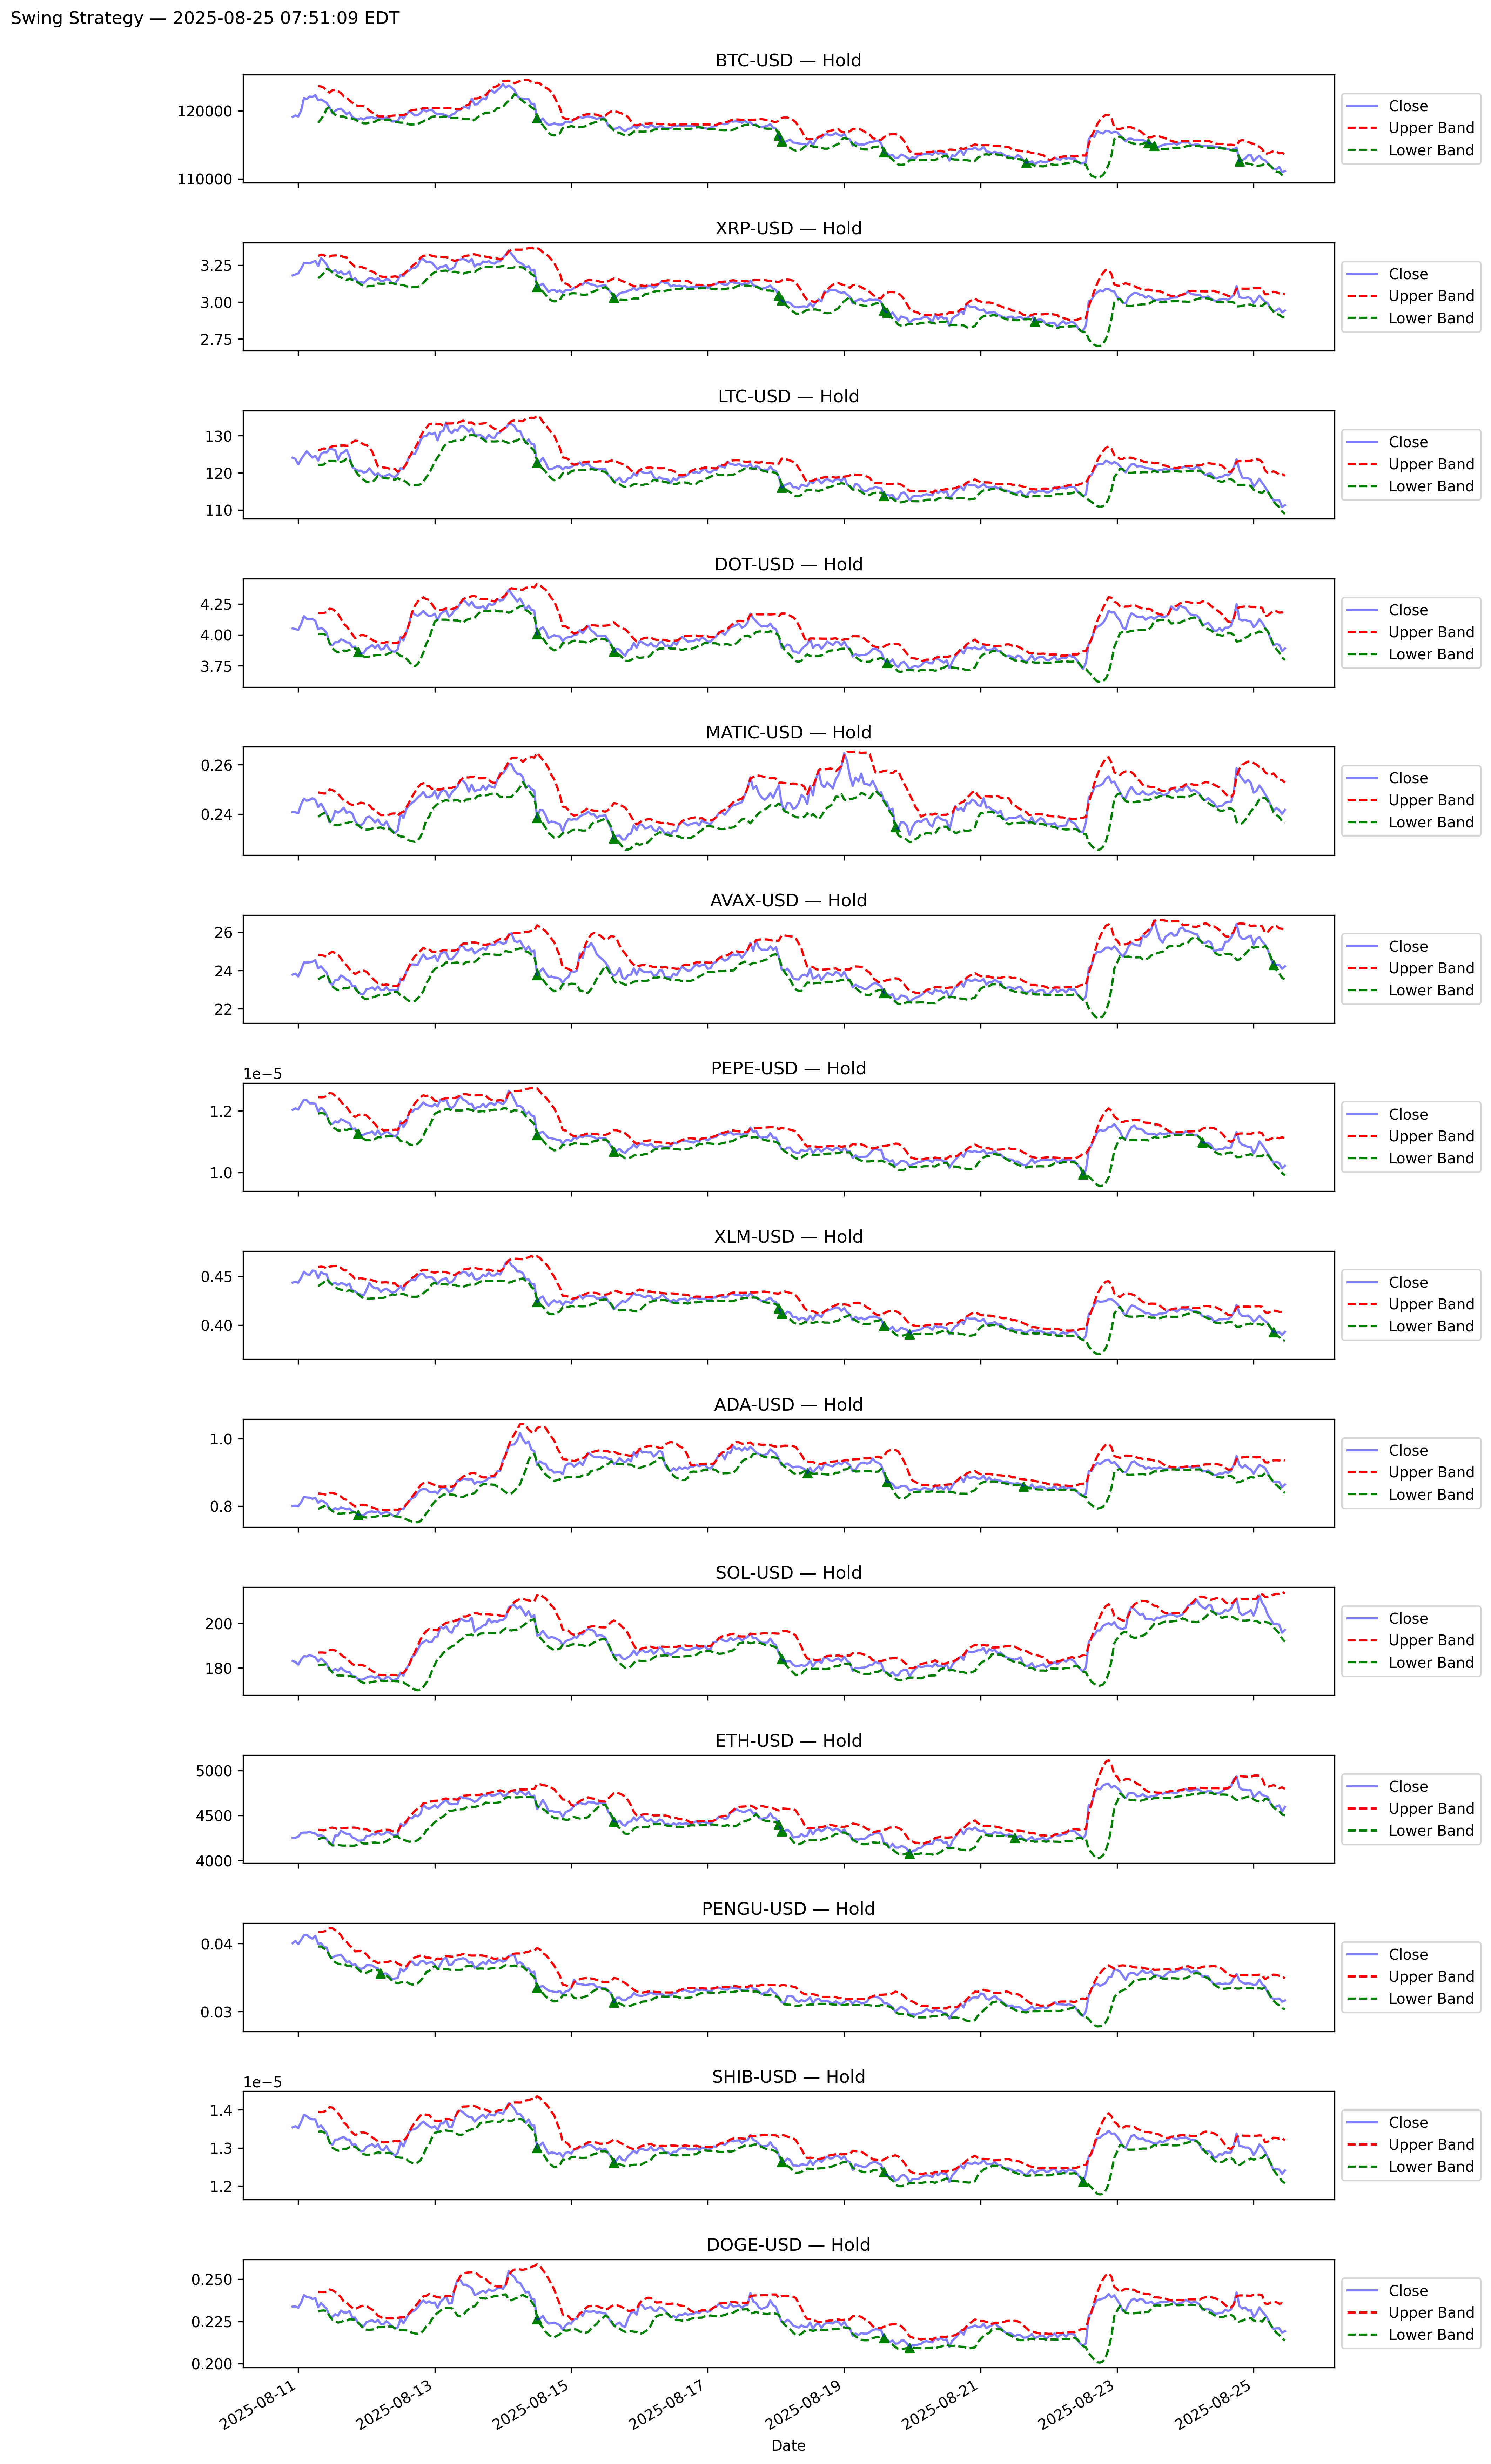 Swing Strategy — 2025-08-25 07:51:09 EDT
BTC-USD — Hold
120000
110000
Close
Upper Band
Lower Band
XRP-USD — Hold
3.25
3.00
2.75
Close
Upper Band
Lower Band
LTC-USD — Hold
130
120
110
Close
Upper Band
Lower Band
DOT-USD — Hold
4.25
4.00
3.75
Close
Upper Band
Lower Band
MATIC-USD — Hold
0.26
0.24
Close
Upper Band
Lower Band
AVAX-USD — Hold
26
24
22
Close
Upper Band
Lower Band
PEPE-USD — Hold
1e−5
1.2
1.0
Close
Upper Band
Lower Band
XLM-USD — Hold
0.45
0.40
Close
Upper Band
Lower Band
ADA-USD — Hold
1.0
0.8
Close
Upper Band
Lower Band
SOL-USD — Hold
200
180
Close
Upper Band
Lower Band
ETH-USD — Hold
5000
4500
4000
Close
Upper Band
Lower Band
PENGU-USD — Hold
0.04
0.03
Close
Upper Band
Lower Band
SHIB-USD — Hold
1e−5
1.4
1.3
1.2
Close
Upper Band
Lower Band
DOGE-USD — Hold
0.250
0.225
0.200
Close
Upper Band
Lower Band
2025-08-11
2025-08-13
2025-08-15
2025-08-17
2025-08-19
2025-08-21
2025-08-23
2025-08-25
Date